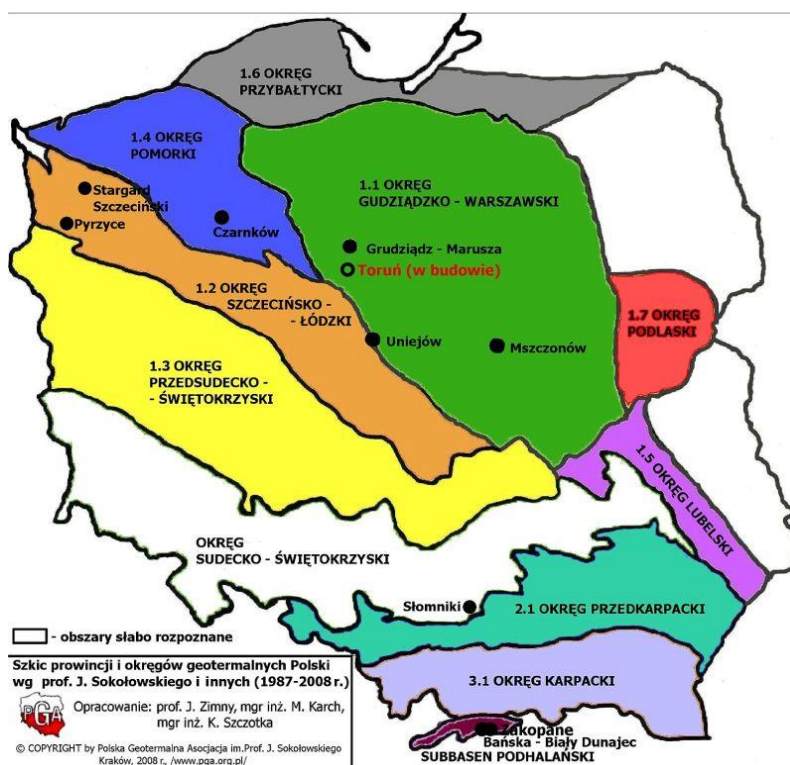 1.6 OKRĘG
PRZYBAŁTYCKI
1.4 OKRĘG
POMORKI
1.1 OKRĘG
GUDZIĄDZKO - WARSZAWSKI
Stargard
Szczeciński
Pyrzyce
Czarnków
Grudziądz - Marusza
Toruń (w budowie)
1.2 OKRĘG
SZCZECIŃSKO -
- ŁÓDZKI
1.7 OKRĘG
PODLASKI
Uniejów
Mszczonów
1.3 OKRĘG
PRZEDSUDECKO -
- ŚWIĘTOKRZYSKI
1.5 OKRĘG LUBELSKI
OKRĘG
SUDECKO - ŚWIĘTOKRZYSKI
Słomniki
2.1 OKRĘG PRZEDKARPACKI
- obszary słabo rozpoznane
3.1 OKRĘG KARPACKI
Zakopane
Bańska - Biały Dunajec
SUBBASEN PODHALAŃSKI
Szkic prowincji i okręgów geotermalnych Polski
wg prof. J. Sokołowskiego i innych (1987-2008 r.)
PGA
Opracowanie: prof. J. Zimny, mgr inż. M. Karch,
mgr inż. K. Szczotka
© COPYRIGHT by Polska Geotermalna Asocjacja im.Prof. J. Sokołowskiego
Kraków, 2008 r., /www.pga.org.pl/